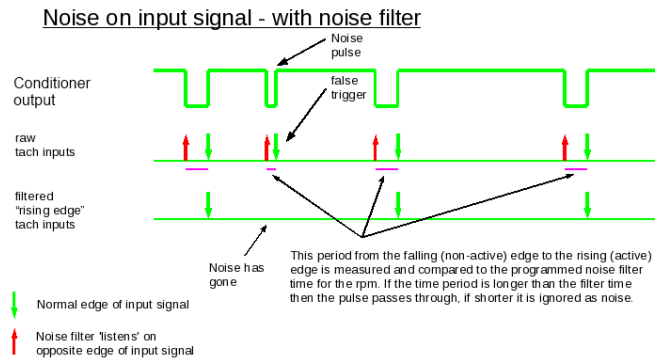 Noise on input signal - with noise filter
Noise
pulse
Conditioner
output
false
trigger
raw
tach inputs
filtered
"rising edge"
tach inputs
Noise has
gone
This period from the falling (non-active) edge to the rising (active)
edge is measured and compared to the programmed noise filter
time for the rpm. If the time period is longer than the filter time
then the pulse passes through, if shorter it is ignored as noise.
Normal edge of input signal
Noise filter 'listens' on
opposite edge of input signal